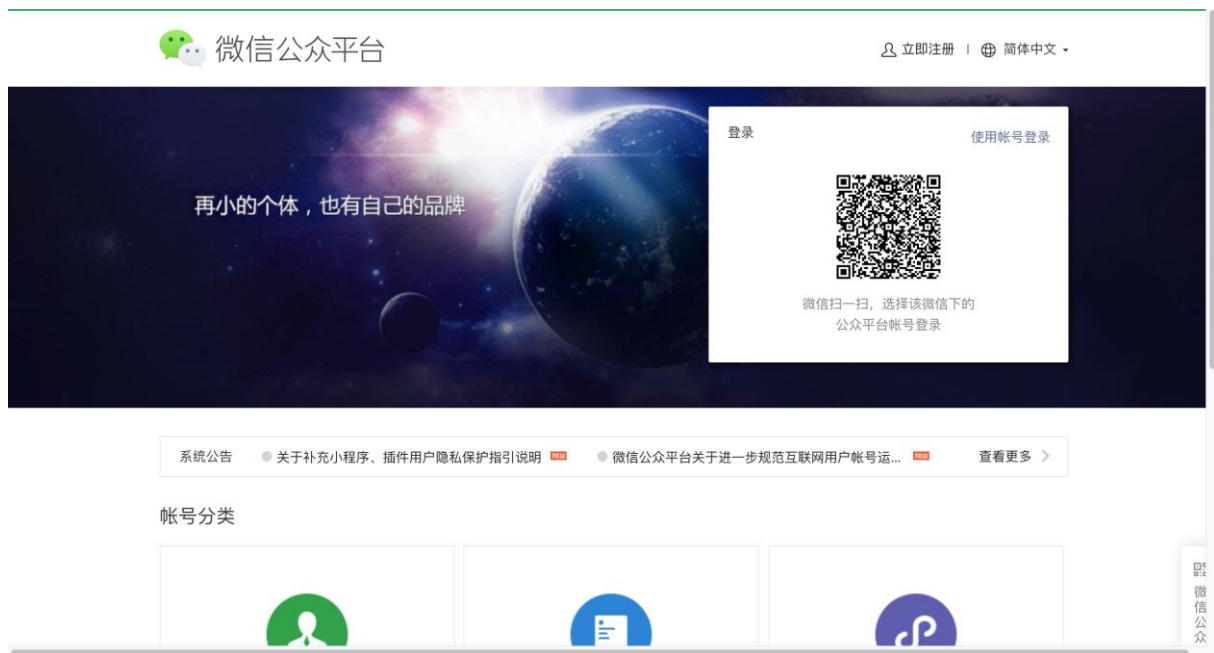 微信公众平台
立即注册
简体中文
登录
使用帐号登录
再小的个体，也有自己的品牌
微信扫一扫，选择该微信下的
公众平台帐号登录
系统公告
关于补充小程序、插件用户隐私保护指引说明 new
微信公众平台关于进一步规范互联网用户帐号运... new
查看更多
帐号分类
微信公众